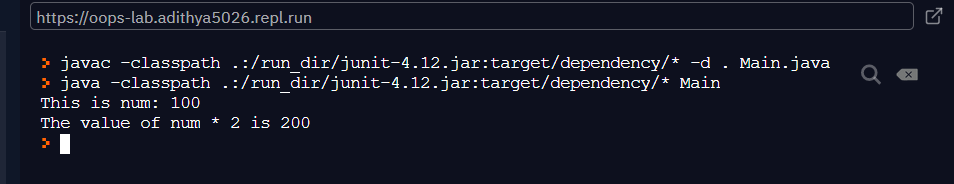 https://oops-lab.adithya5026.repl.run
> javac -classpath .:/run_dir/junit-4.12.jar:target/dependency/* -d . Main.java
> java -classpath .:/run_dir/junit-4.12.jar:target/dependency/* Main
This is num: 100
The value of num * 2 is 200
>